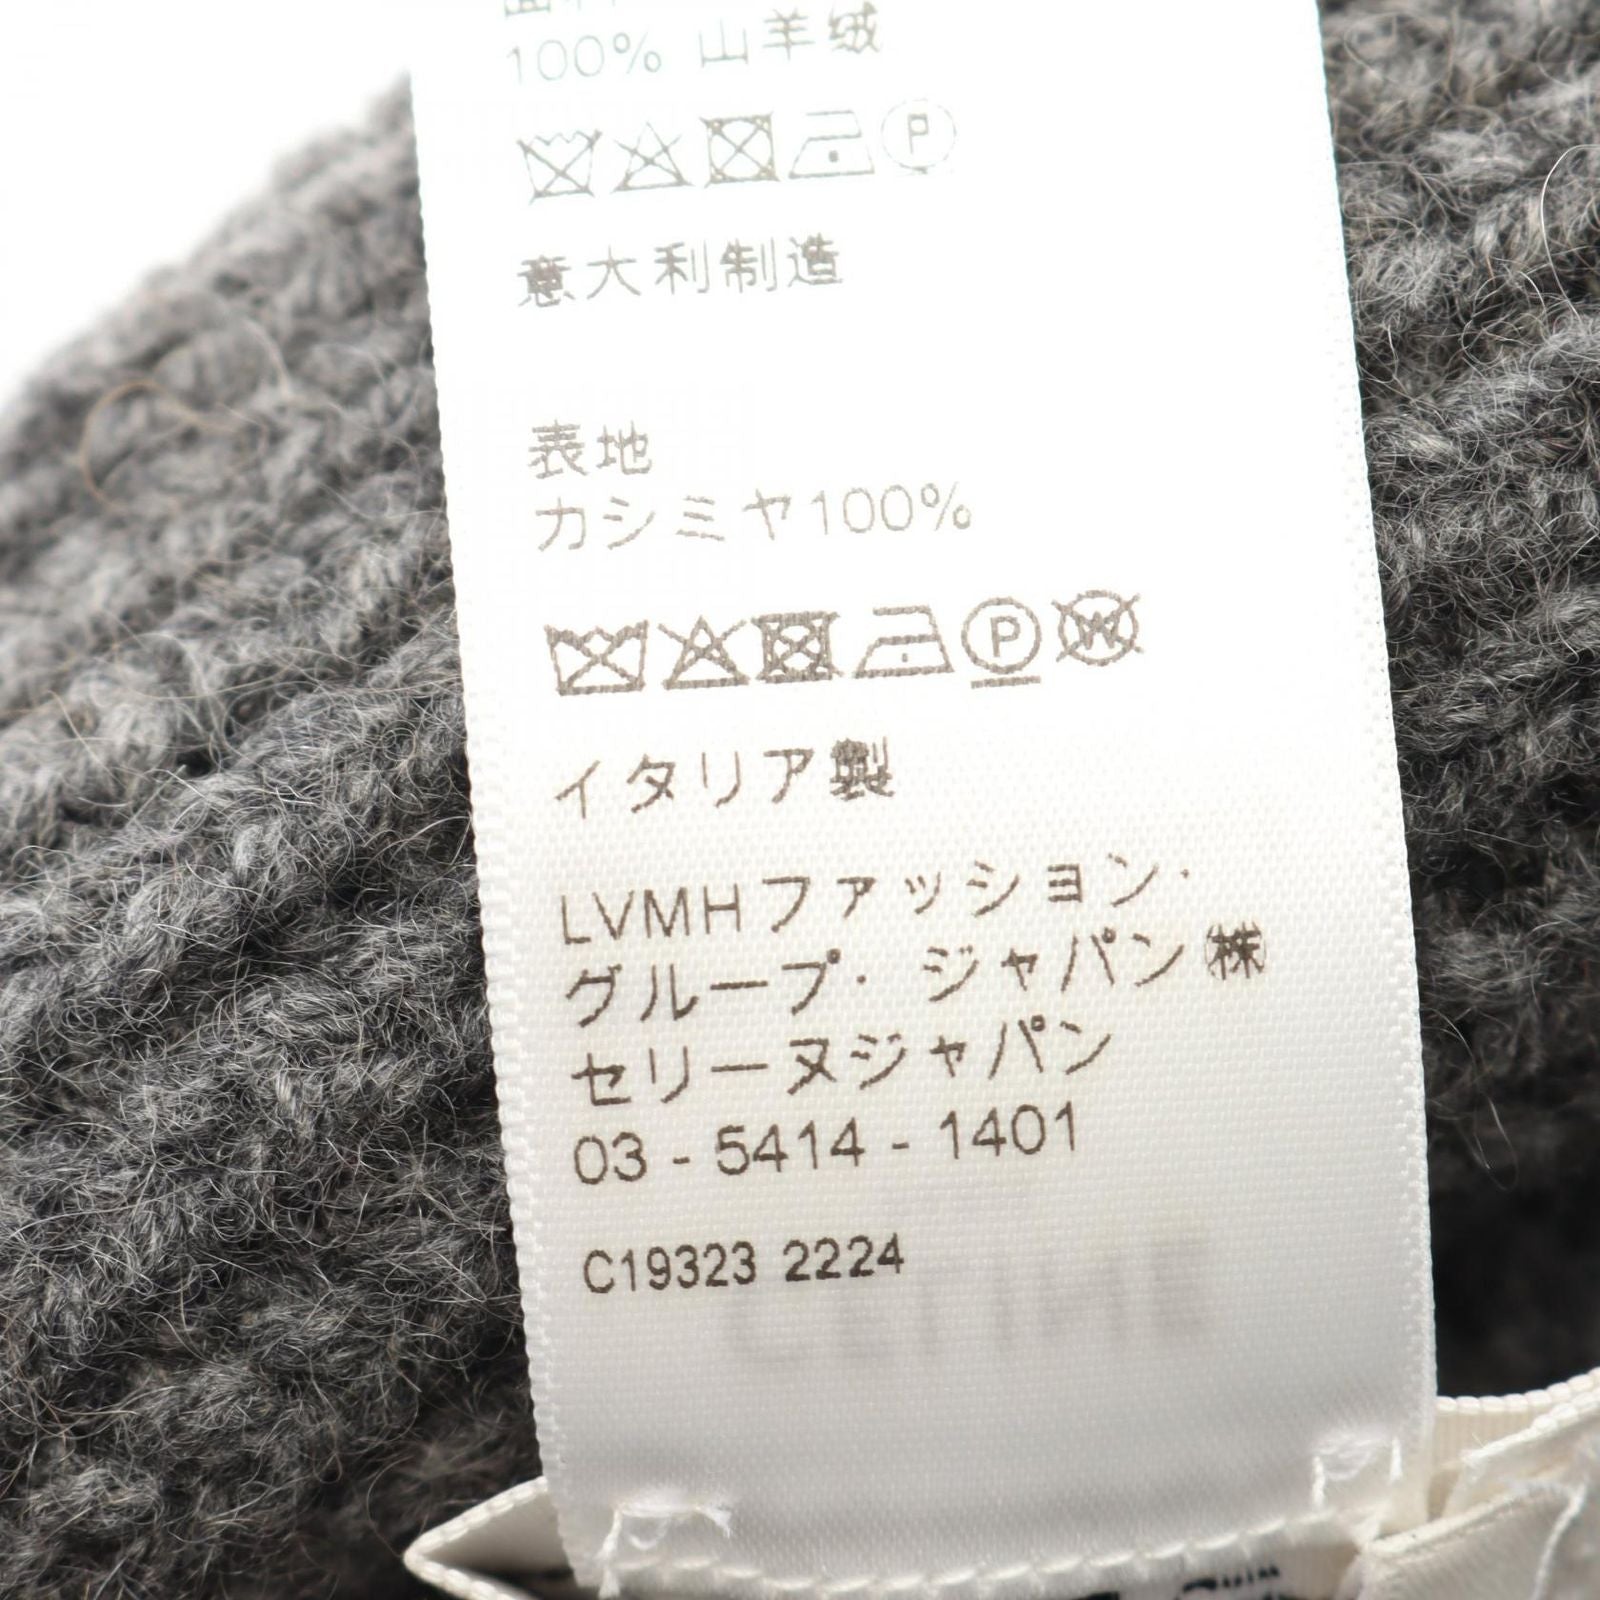 面料
100% 山羊绒
P
意大利制造
表地
カシミヤ100%
P W
イタリア製
LVMHファッション・
グループ・ジャパン㈱
セリーヌジャパン
03 - 5414 - 1401
C19323 2224